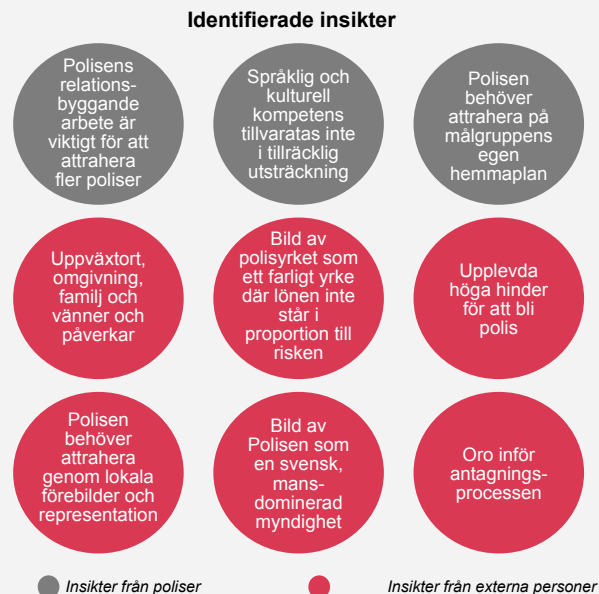 Identifierade insikter
Polisens
relations-
byggande
arbete är
viktigt för att
attrahera
fler poliser
Språklig och
kulturell
kompetens
tillvaratas inte
i tillräcklig
utsträckning
Polisen
behöver
attrahera på
målgruppens
egen
hemmaplan
Uppväxtort,
omgivning,
familj och
vänner och
påverkar
Bild av
polisyrket som
ett farligt yrke
där lönen inte
står i
proportion till
risken
Upplevda
höga hinder
för att bli
polis
Polisen
behöver
attrahera
genom lokala
förebilder och
representation
Bild av
Polisen som
en svensk,
mans-
dominerad
myndighet
Oro inför
antagnings-
processen
Insikter från poliser
Insikter från externa personer